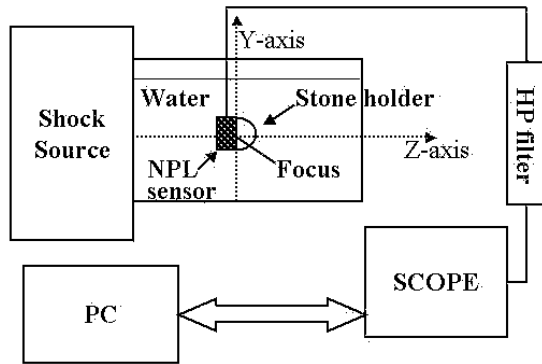 Y-axis
Water
Stone holder
Shock
Source
Z-axis
NPL
sensor
Focus
HP filter
SCOPE
PC